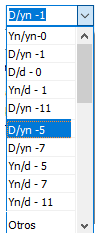 D/yn -1
Yn/yn-0
D/yn -1
D/d - 0
Yn/d - 1
D/yn -11
D/yn -5
D/yn -7
Yn/d - 5
Yn/d - 7
Yn/d - 11
Otros